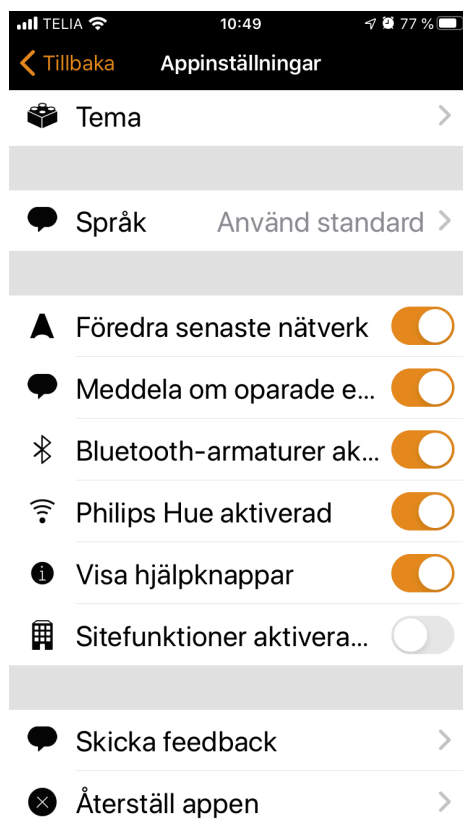 TELIA 10:49 77 %
Tillbaka Appinställningar
Tema
Språk Använd standard
Föredra senaste nätverk
Meddela om oparade e...
Bluetooth-armaturer ak...
Philips Hue aktiverad
Visa hjälpknappar
Sitefunktioner aktivera...
Skicka feedback
Återställ appen